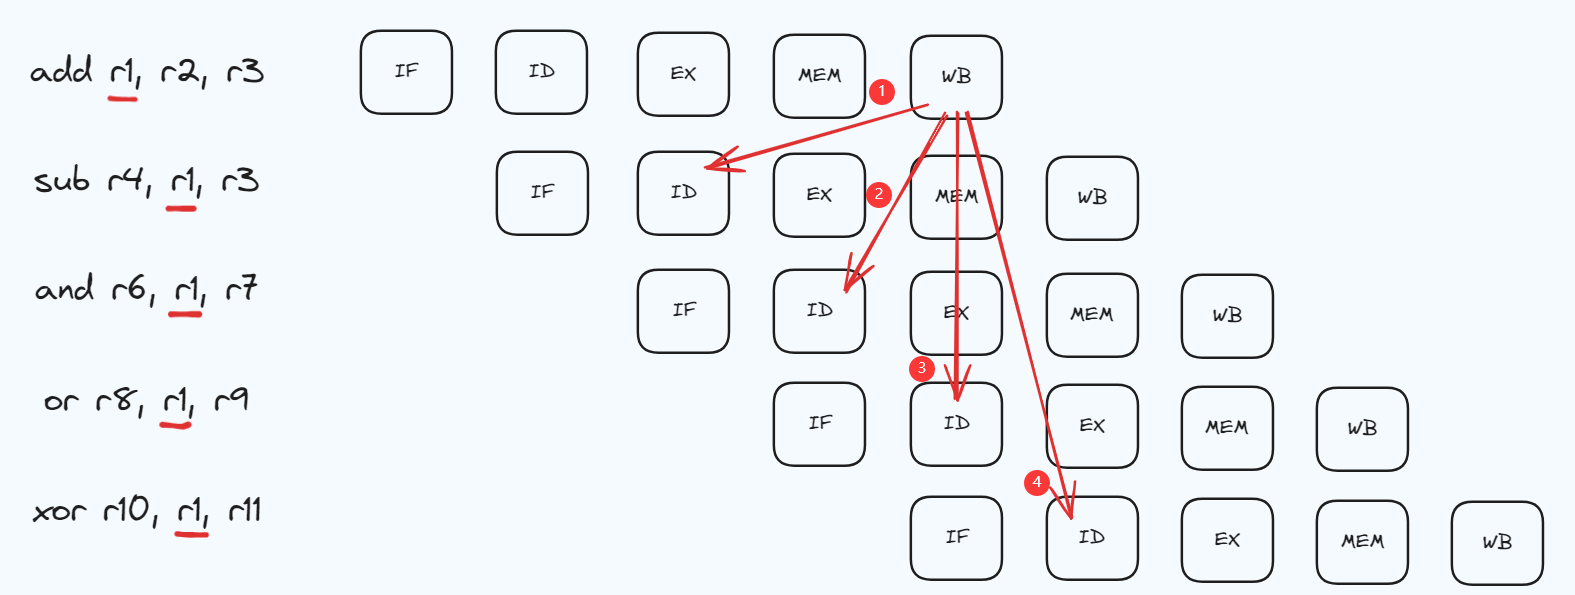 add r1, r2, r3 IF ID EX MEM 1 WB
sub r4, r1, r3 IF ID EX 2 MEM WB
and r6, r1, r7 IF ID EX MEM WB
3
or r8, r1, r9 IF ID EX MEM WB
4
xor r10, r1, r11 IF ID EX MEM WB